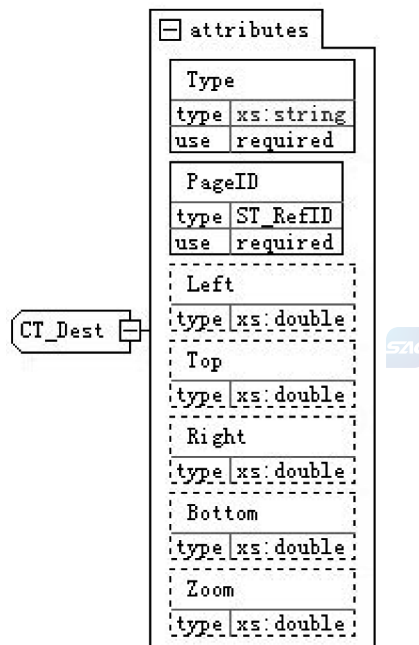 attributes
Type
type xs:string
use required
PageID
type ST_RefID
use required
Left
type xs:double
CT_Dest
Top
type xs:double
Right
type xs:double
Bottom
type xs:double
Zoom
type xs:double